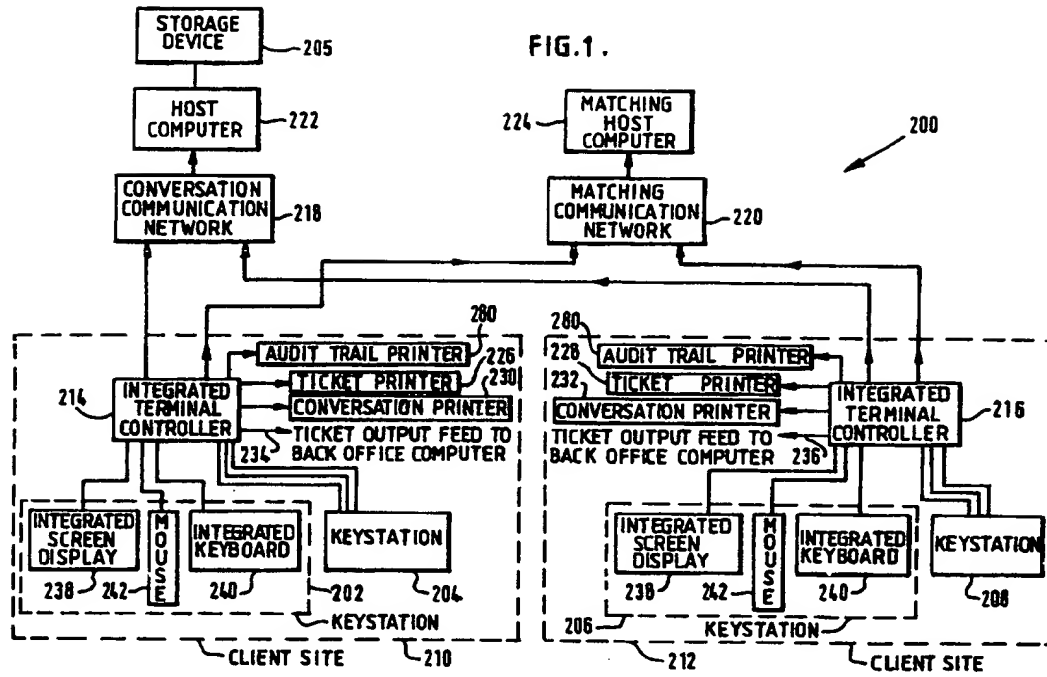 STORAGE
DEVICE
205
FIG.1.
HOST
COMPUTER
222
224
MATCHING
HOST
COMPUTER
200
CONVERSATION
COMMUNICATION
NETWORK
218
MATCHING
COMMUNICATION
NETWORK
220
280
AUDIT TRAIL PRINTER
226
TICKET PRINTER
230
CONVERSATION PRINTER
214
INTEGRATED
TERMINAL
CONTROLLER
234
TICKET OUTPUT FEED TO
BACK OFFICE COMPUTER
INTEGRATED
SCREEN
DISPLAY
238
MOUSE
242
INTEGRATED
KEYBOARD
240
202
KEYSTATION
204
KEYSTATION
CLIENT SITE
210
280
AUDIT TRAIL PRINTER
228
TICKET PRINTER
232
CONVERSATION PRINTER
INTEGRATED
TERMINAL
CONTROLLER
216
TICKET OUTPUT FEED TO
BACK OFFICE COMPUTER
236
INTEGRATED
SCREEN
DISPLAY
238
MOUSE
242
INTEGRATED
KEYBOARD
240
KEYSTATION
208
206
KEYSTATION
212
CLIENT SITE